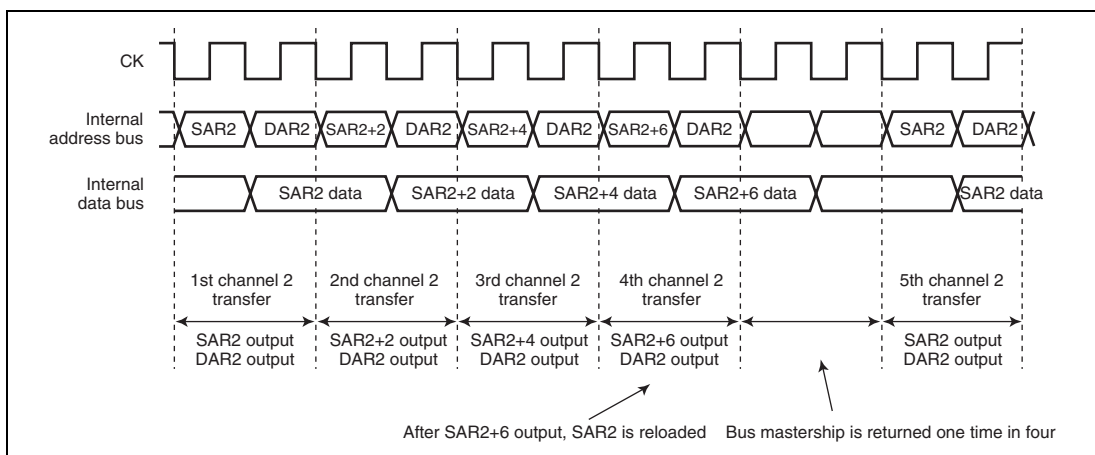 CK
Internal
address bus
SAR2 DAR2 SAR2+2 DAR2 SAR2+4 DAR2 SAR2+6 DAR2 SAR2 DAR2
Internal
data bus
SAR2 data SAR2+2 data SAR2+4 data SAR2+6 data SAR2 data
1st channel 2
transfer
2nd channel 2
transfer
3rd channel 2
transfer
4th channel 2
transfer
5th channel 2
transfer
SAR2 output
DAR2 output
SAR2+2 output
DAR2 output
SAR2+4 output
DAR2 output
SAR2+6 output
DAR2 output
SAR2 output
DAR2 output
After SAR2+6 output, SAR2 is reloaded
Bus mastership is returned one time in four